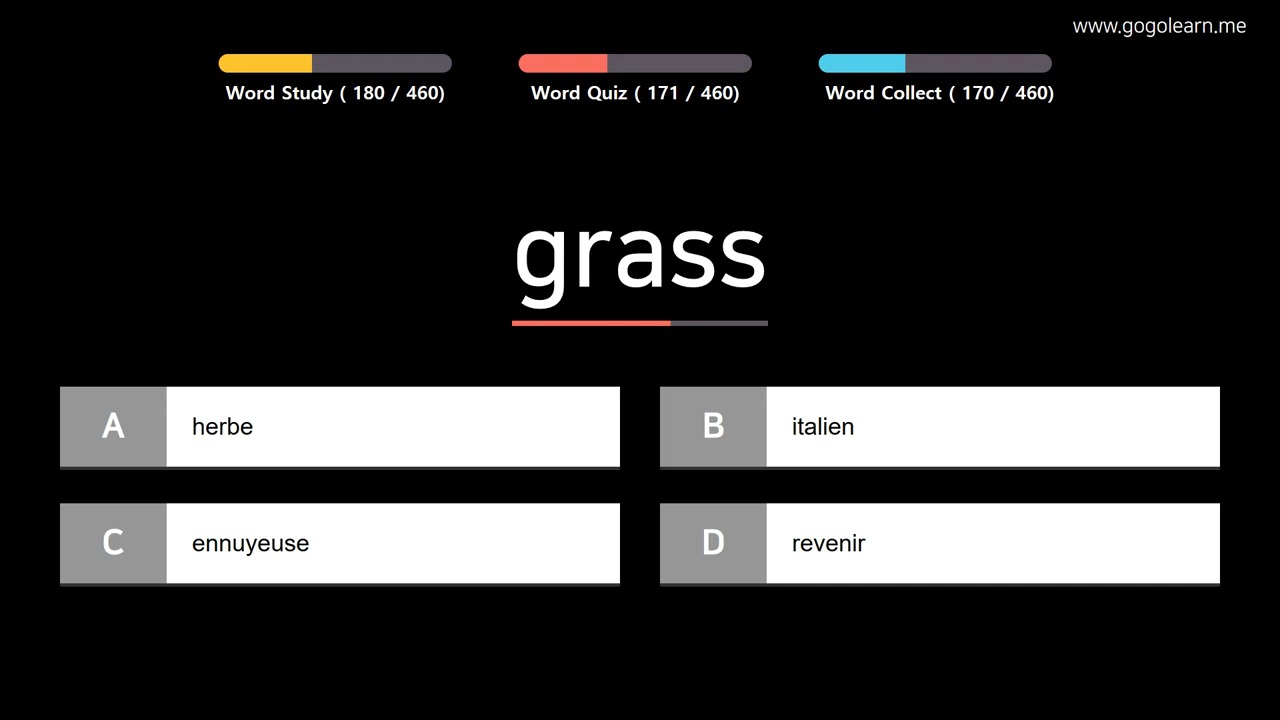 www.gogolearn.me
Word Study ( 180 / 460)
Word Quiz ( 171 / 460)
Word Collect ( 170 / 460)
grass
A herbe
B italien
C ennuyeuse
D revenir